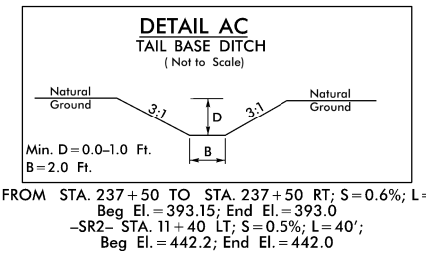 DETAIL AC
TAIL BASE DITCH
( Not to Scale)
Natural
Ground
3:1
D
3:1
Natural
Ground
B
Min. D=0.0–1.0 Ft.
B=2.0 Ft.
FROM STA. 237+50 TO STA. 237+50 RT; S=0.6%; L=
Beg El.=393.15; End El.=393.0
–SR2– STA. 11+40 LT; S=0.5%; L=40';
Beg El.=442.2; End El.=442.0